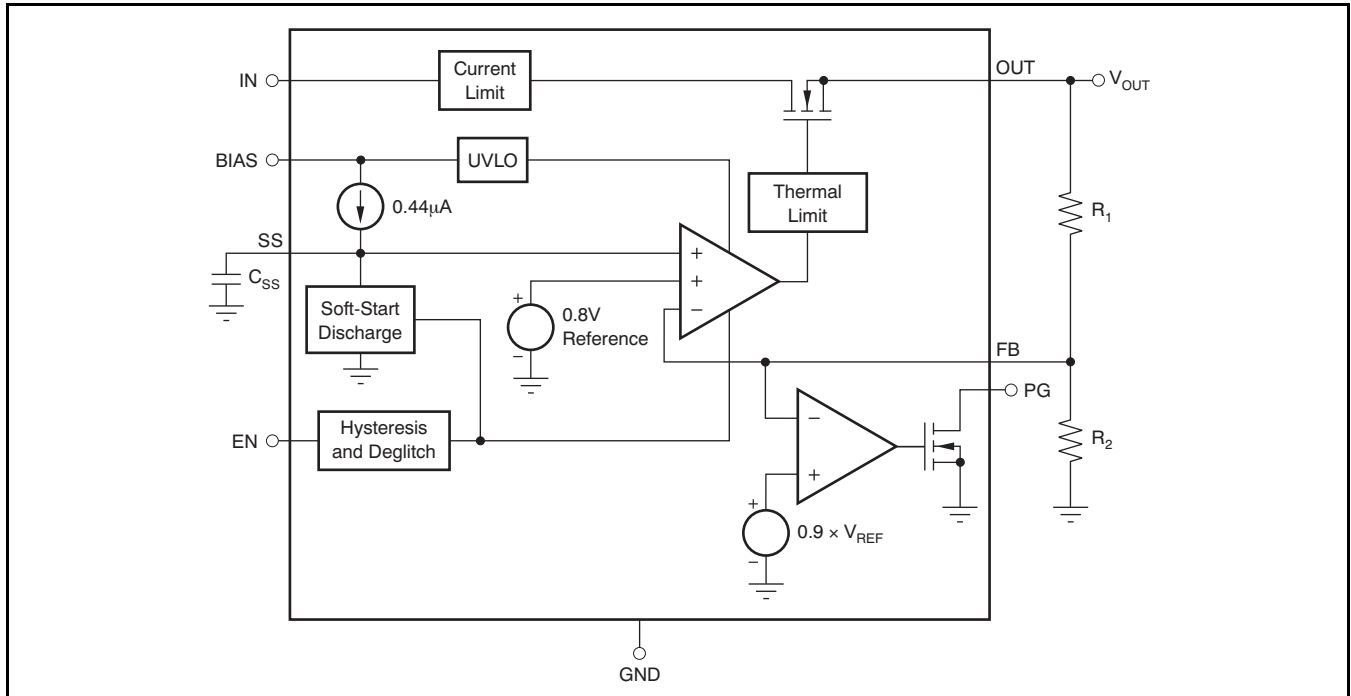 IN
Current
Limit
OUT
V_OUT
BIAS
UVLO
0.44μA
Thermal
Limit
R_1
SS
C_SS
+
+
−
+
−
0.8V
Reference
Soft-Start
Discharge
FB
PG
EN
Hysteresis
and Deglitch
−
+
R_2
+
−
0.9 × V_REF
GND